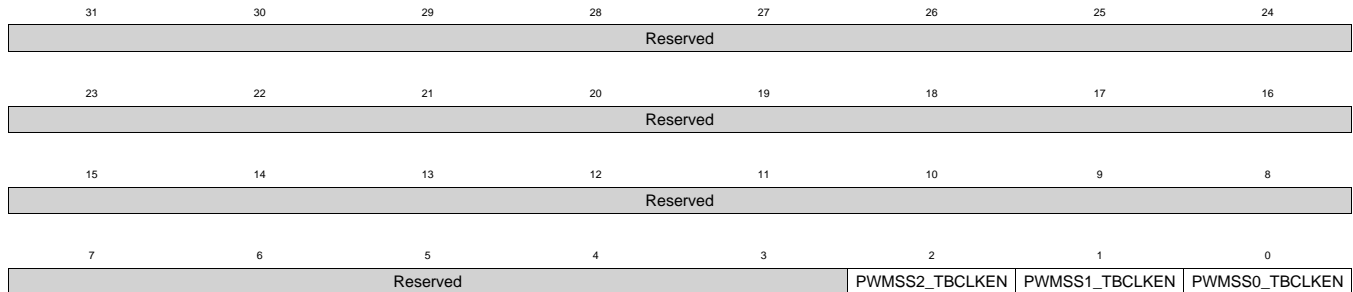 31 30 29 28 27 26 25 24
Reserved
23 22 21 20 19 18 17 16
Reserved
15 14 13 12 11 10 9 8
Reserved
7 6 5 4 3 2 1 0
Reserved PWMSS2_TBCLKEN PWMSS1_TBCLKEN PWMSS0_TBCLKEN